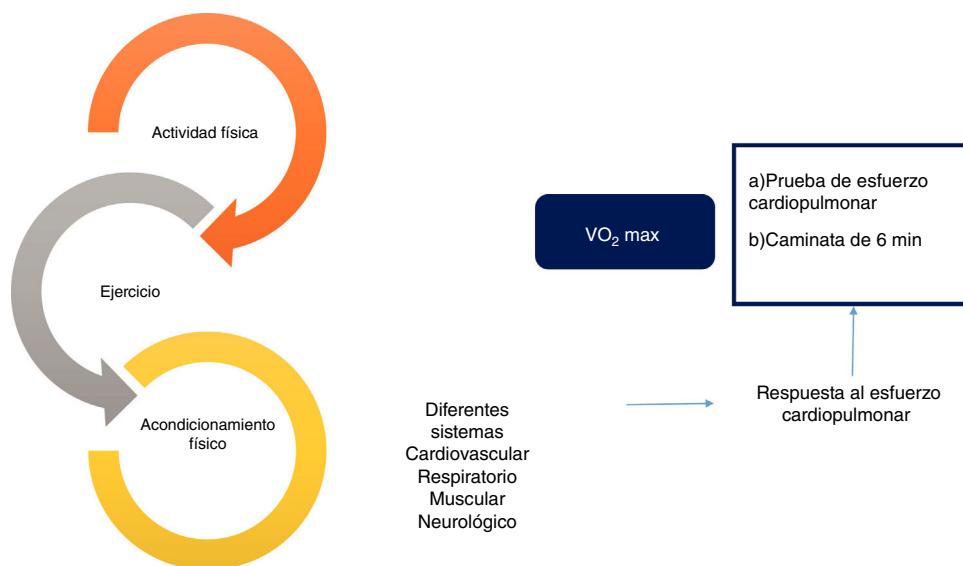 Actividad física
Ejercicio
Acondicionamiento
físico
Diferentes
sistemas
Cardiovascular
Respiratorio
Muscular
Neurológico
Respuesta al esfuerzo
cardiopulmonar
VO₂ max
a)Prueba de esfuerzo
cardiopulmonar
b)Caminata de 6 min